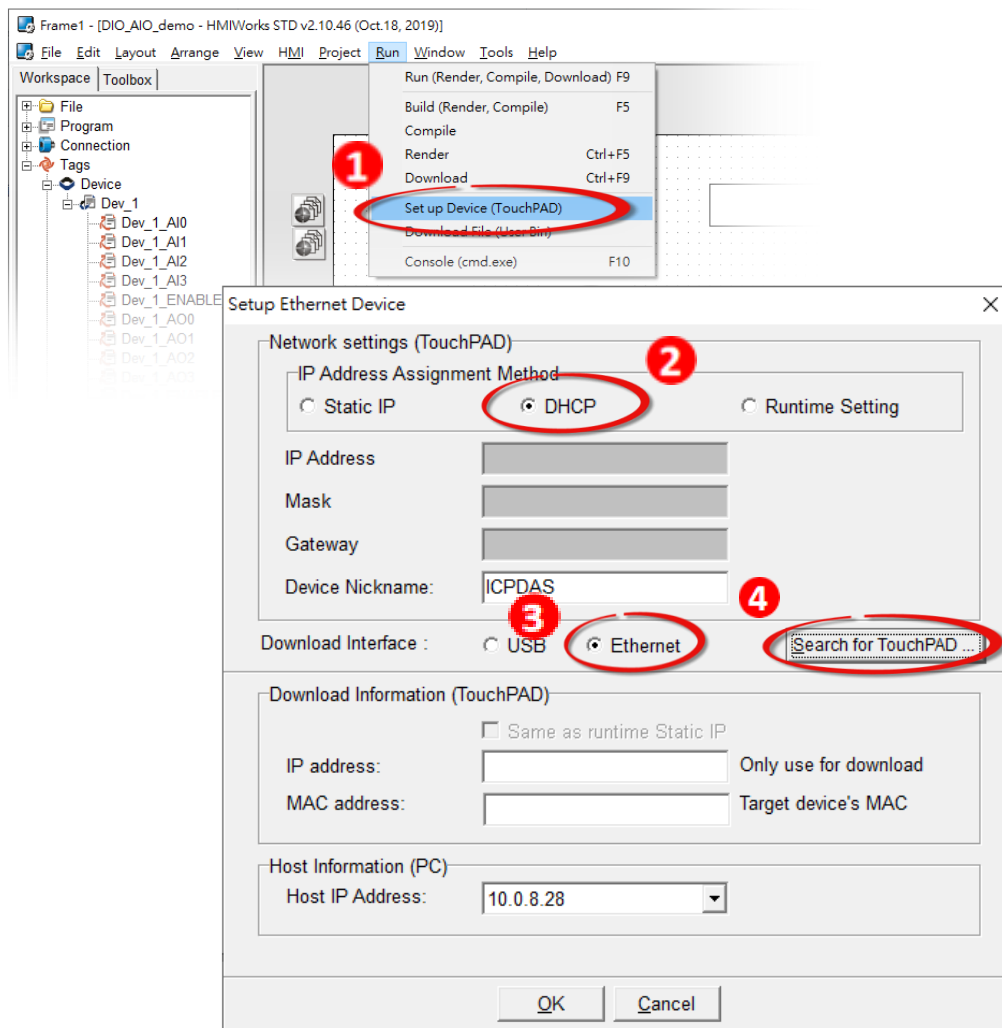 Frame1 - [DIO_AIO_demo - HMIWorks STD v2.10.46 (Oct.18, 2019)]
File Edit Layout Arrange View HMI Project Run Window Tools Help
Workspace Toolbox
File
Program
Connection
Tags
Device
Dev_1
Dev_1_AI0
Dev_1_AI1
Dev_1_AI2
Dev_1_AI3
Dev_1_ENABLE
Dev_1_AO0
Dev_1_AO1
Dev_1_AO2
Dev_1_AO3
Run (Render, Compile, Download) F9
Build (Render, Compile) F5
Compile
Render Ctrl+F5
Download Ctrl+F9
1
Set up Device (TouchPAD)
Download File (User Bin)
Console (cmd.exe) F10
Setup Ethernet Device
Network settings (TouchPAD)
IP Address Assignment Method
2
Static IP DHCP Runtime Setting
IP Address
Mask
Gateway
Device Nickname: ICPDAS
3 4
Download Interface : USB Ethernet Search for TouchPAD ...
Download Information (TouchPAD)
Same as runtime Static IP
IP address: Only use for download
MAC address: Target device's MAC
Host Information (PC)
Host IP Address: 10.0.8.28
OK Cancel